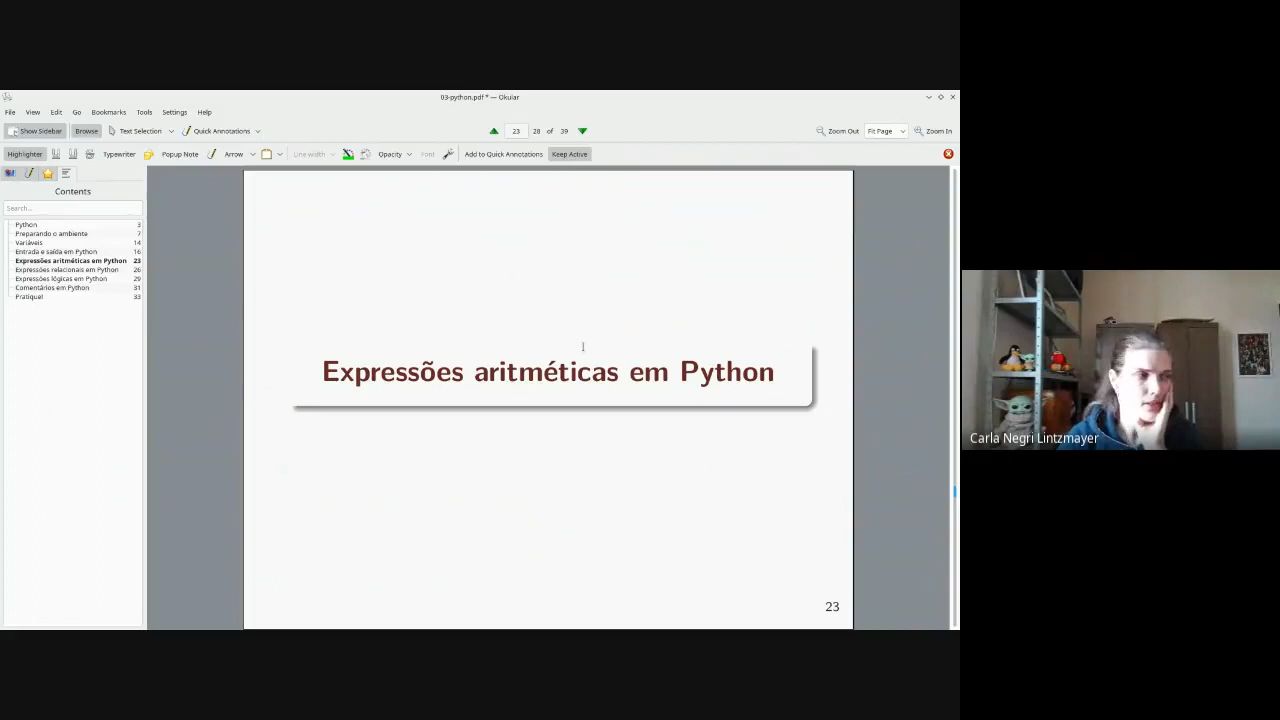 03-python.pdf * — Okular
File View Edit Go Bookmarks Tools Settings Help
Show Sidebar Browse Text Selection Quick Annotations 23 28 of 39 Zoom Out Fit Page Zoom In
Highlighter Typewriter Popup Note Arrow Line width Opacity Font Add to Quick Annotations Keep Active
Contents
Search...
Python 3
Preparando o ambiente 7
Variáveis 14
Entrada e saída em Python 16
Expressões aritméticas em Python 23
Expressões relacionais em Python 26
Expressões lógicas em Python 29
Comentários em Python 31
Pratique! 33
Expressões aritméticas em Python
23
Carla Negri Lintzmayer